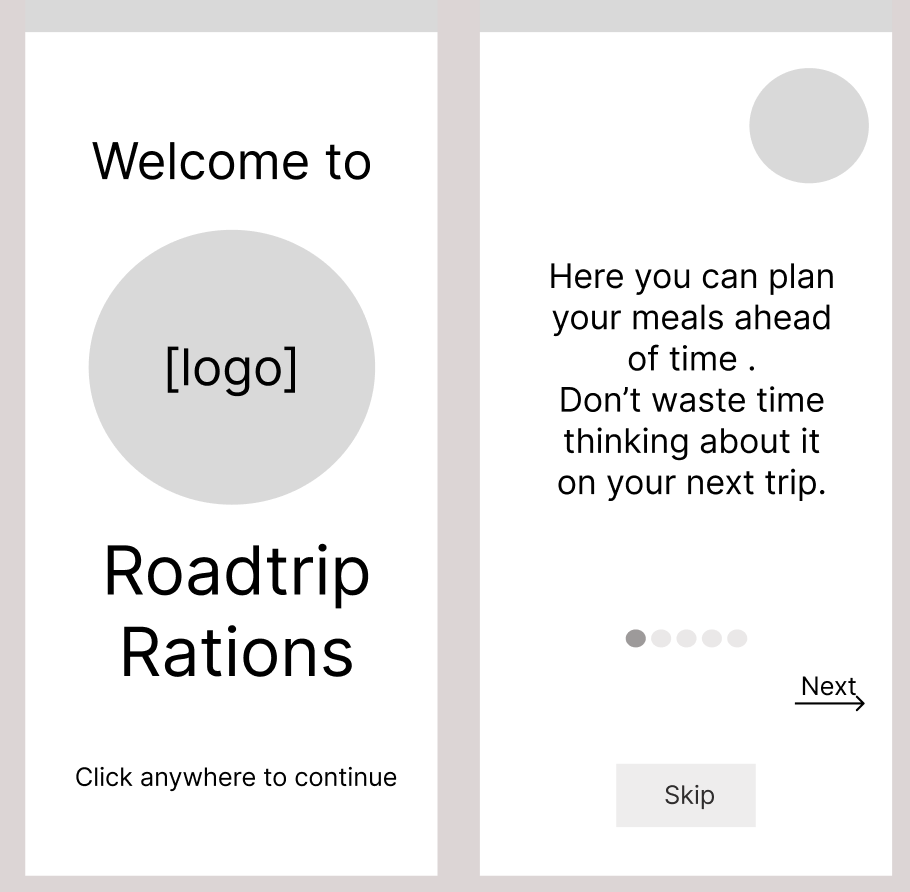 Welcome to
[logo]
Roadtrip
Rations
Click anywhere to continue
Here you can plan
your meals ahead
of time .
Don’t waste time
thinking about it
on your next trip.
Next
Skip